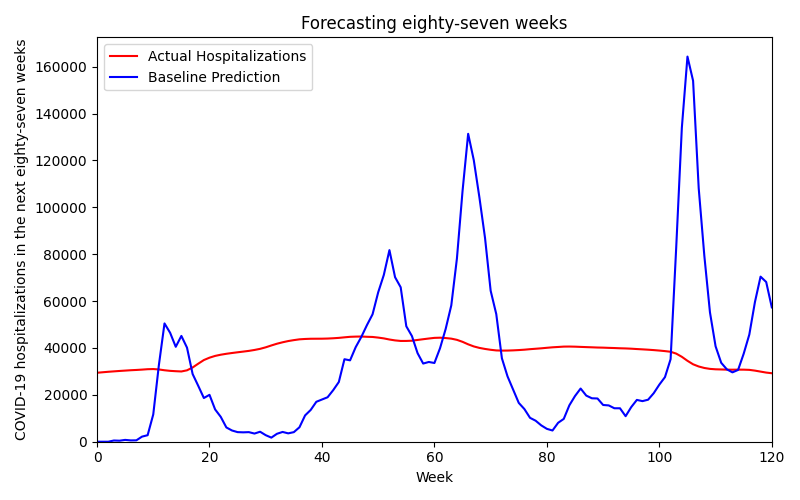 Forecasting eighty-seven weeks
Actual Hospitalizations
Baseline Prediction
COVID-19 hospitalizations in the next eighty-seven weeks
160000
140000
120000
100000
80000
60000
40000
20000
0
0 20 40 60 80 100 120
Week